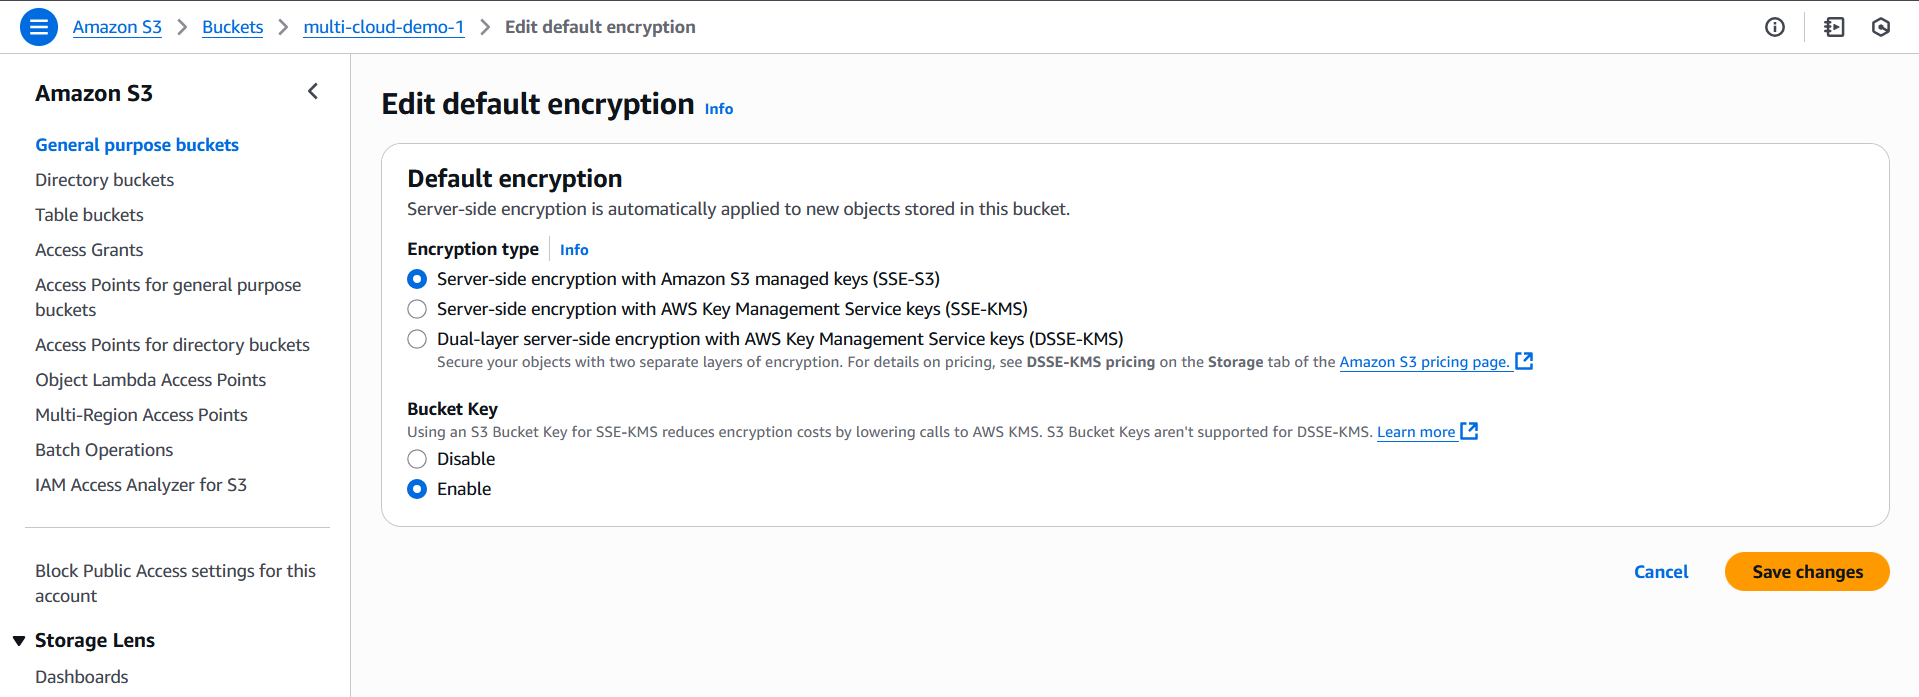 Amazon S3 > Buckets > multi-cloud-demo-1 > Edit default encryption
Amazon S3
General purpose buckets
Directory buckets
Table buckets
Access Grants
Access Points for general purpose
buckets
Access Points for directory buckets
Object Lambda Access Points
Multi-Region Access Points
Batch Operations
IAM Access Analyzer for S3
Block Public Access settings for this
account
Storage Lens
Dashboards
Edit default encryption Info
Default encryption
Server-side encryption is automatically applied to new objects stored in this bucket.
Encryption type Info
Server-side encryption with Amazon S3 managed keys (SSE-S3)
Server-side encryption with AWS Key Management Service keys (SSE-KMS)
Dual-layer server-side encryption with AWS Key Management Service keys (DSSE-KMS)
Secure your objects with two separate layers of encryption. For details on pricing, see DSSE-KMS pricing on the Storage tab of the Amazon S3 pricing page.
Bucket Key
Using an S3 Bucket Key for SSE-KMS reduces encryption costs by lowering calls to AWS KMS. S3 Bucket Keys aren't supported for DSSE-KMS. Learn more
Disable
Enable
Cancel Save changes